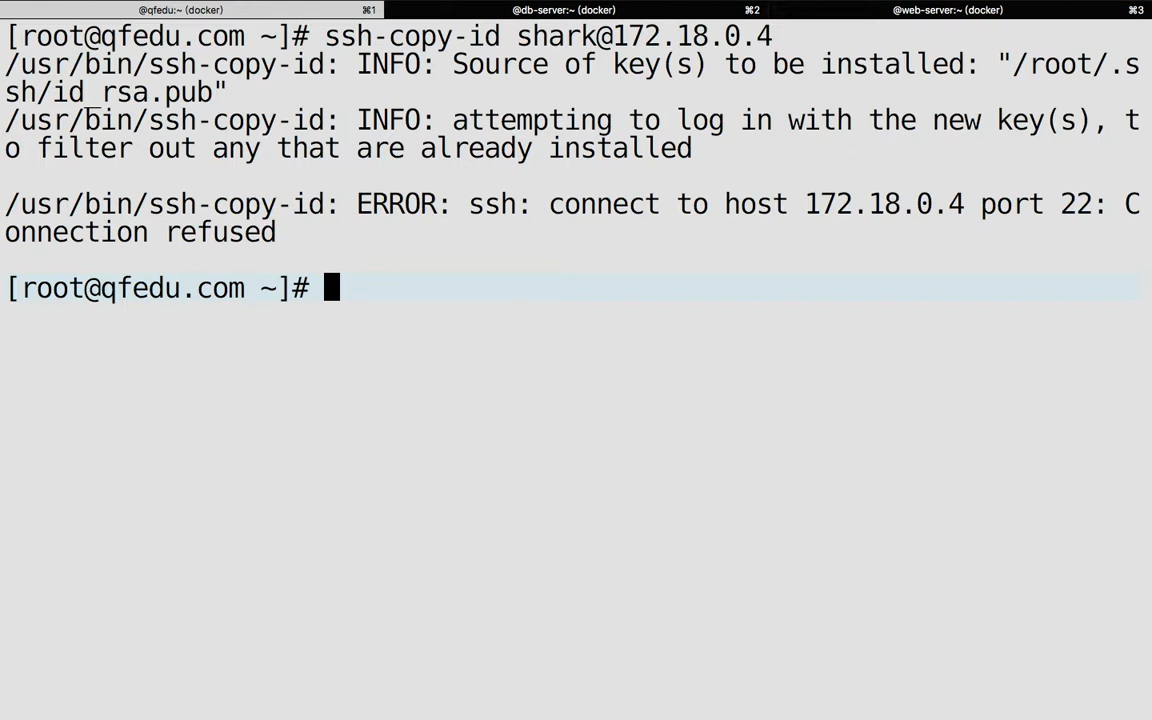 @qfedu:~ (docker) ⌘1 @db-server:~ (docker) ⌘2 @web-server:~ (docker) ⌘3
[root@qfedu.com ~]# ssh-copy-id shark@172.18.0.4
/usr/bin/ssh-copy-id: INFO: Source of key(s) to be installed: "/root/.s
sh/id_rsa.pub"
/usr/bin/ssh-copy-id: INFO: attempting to log in with the new key(s), t
o filter out any that are already installed
/usr/bin/ssh-copy-id: ERROR: ssh: connect to host 172.18.0.4 port 22: C
onnection refused
[root@qfedu.com ~]#